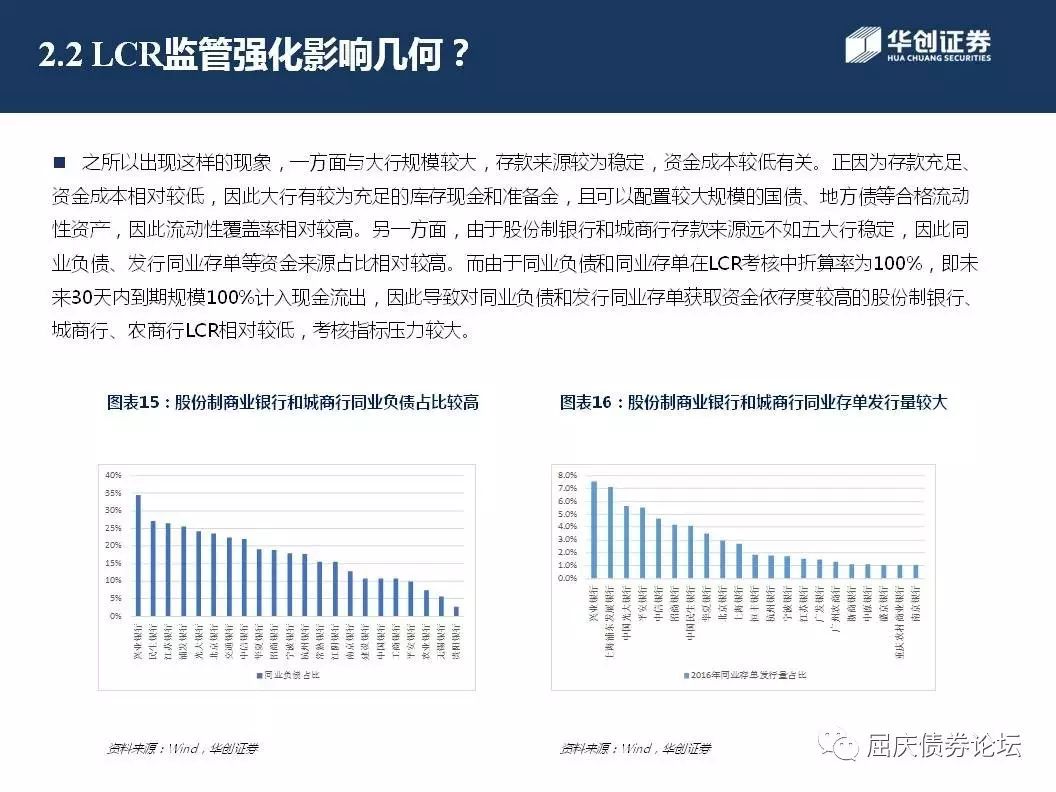 2.2 LCR监管强化影响几何？
华创证券
HUA CHUANG SECURITIES
■ 之所以出现这样的现象，一方面与大行规模较大，存款来源较为稳定，资金成本较低有关。正因为存款充足、
资金成本相对较低，因此大行有较为充足的库存现金和准备金，且可以配置较大规模的国债、地方债等合格流动
性资产，因此流动性覆盖率相对较高。另一方面，由于股份制银行和城商行存款来源远不如五大行稳定，因此同
业负债、发行同业存单等资金来源占比相对较高。而由于同业负债和同业存单在LCR考核中折算率为100%，即未
来30天内到期规模100%计入现金流出，因此导致对同业负债和发行同业存单获取资金依存度较高的股份制银行、
城商行、农商行LCR相对较低，考核指标压力较大。
图表15：股份制商业银行和城商行同业负债占比较高
40%
35%
30%
25%
20%
15%
10%
5%
0%
兴业银行
民生银行
江苏银行
浦发银行
光大银行
北京银行
交通银行
中信银行
华夏银行
招商银行
宁波银行
杭州银行
常熟银行
江阴银行
南京银行
建设银行
中国银行
工商银行
平安银行
农业银行
无锡银行
贵阳银行
同业负债占比
资料来源：Wind，华创证券
图表16：股份制商业银行和城商行同业存单发行量较大
8.0%
7.0%
6.0%
5.0%
4.0%
3.0%
2.0%
1.0%
0.0%
兴业银行
上海浦东发展银行
中国光大银行
平安银行
中信银行
招商银行
中国民生银行
华夏银行
北京银行
上海银行
恒丰银行
杭州银行
宁波银行
江苏银行
广发银行
广州农商行
浙商银行
中原银行
盛京银行
重庆农村商业银行
南京银行
2016年同业存单发行量占比
资料来源：Wind，华创证券
屈庆债券论坛